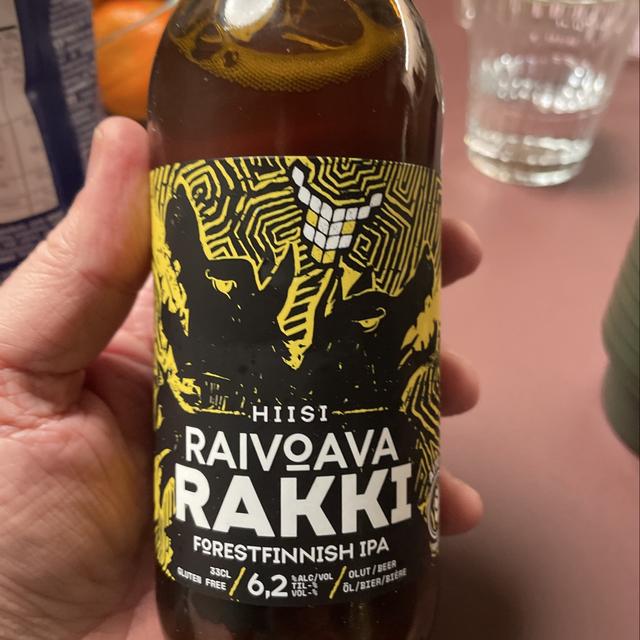 HIISI
RAIVOAVA
RAKKI
FORESTFINNISH IPA
33CL
GLUTEN FREE
6,2
%ALC/VOL
TIL-%
VOL-%
OLUT/BEER
ÖL/BIER/BIÈRE